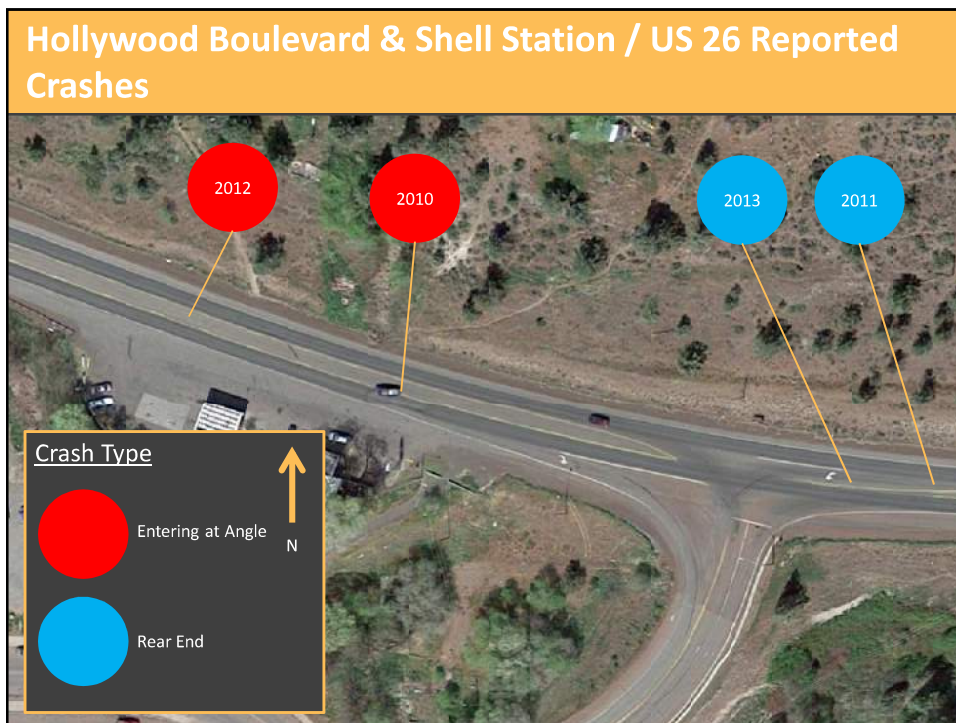 Hollywood Boulevard & Shell Station / US 26 Reported
Crashes
2012
2010
2013
2011
Crash Type
Entering at Angle
N
Rear End